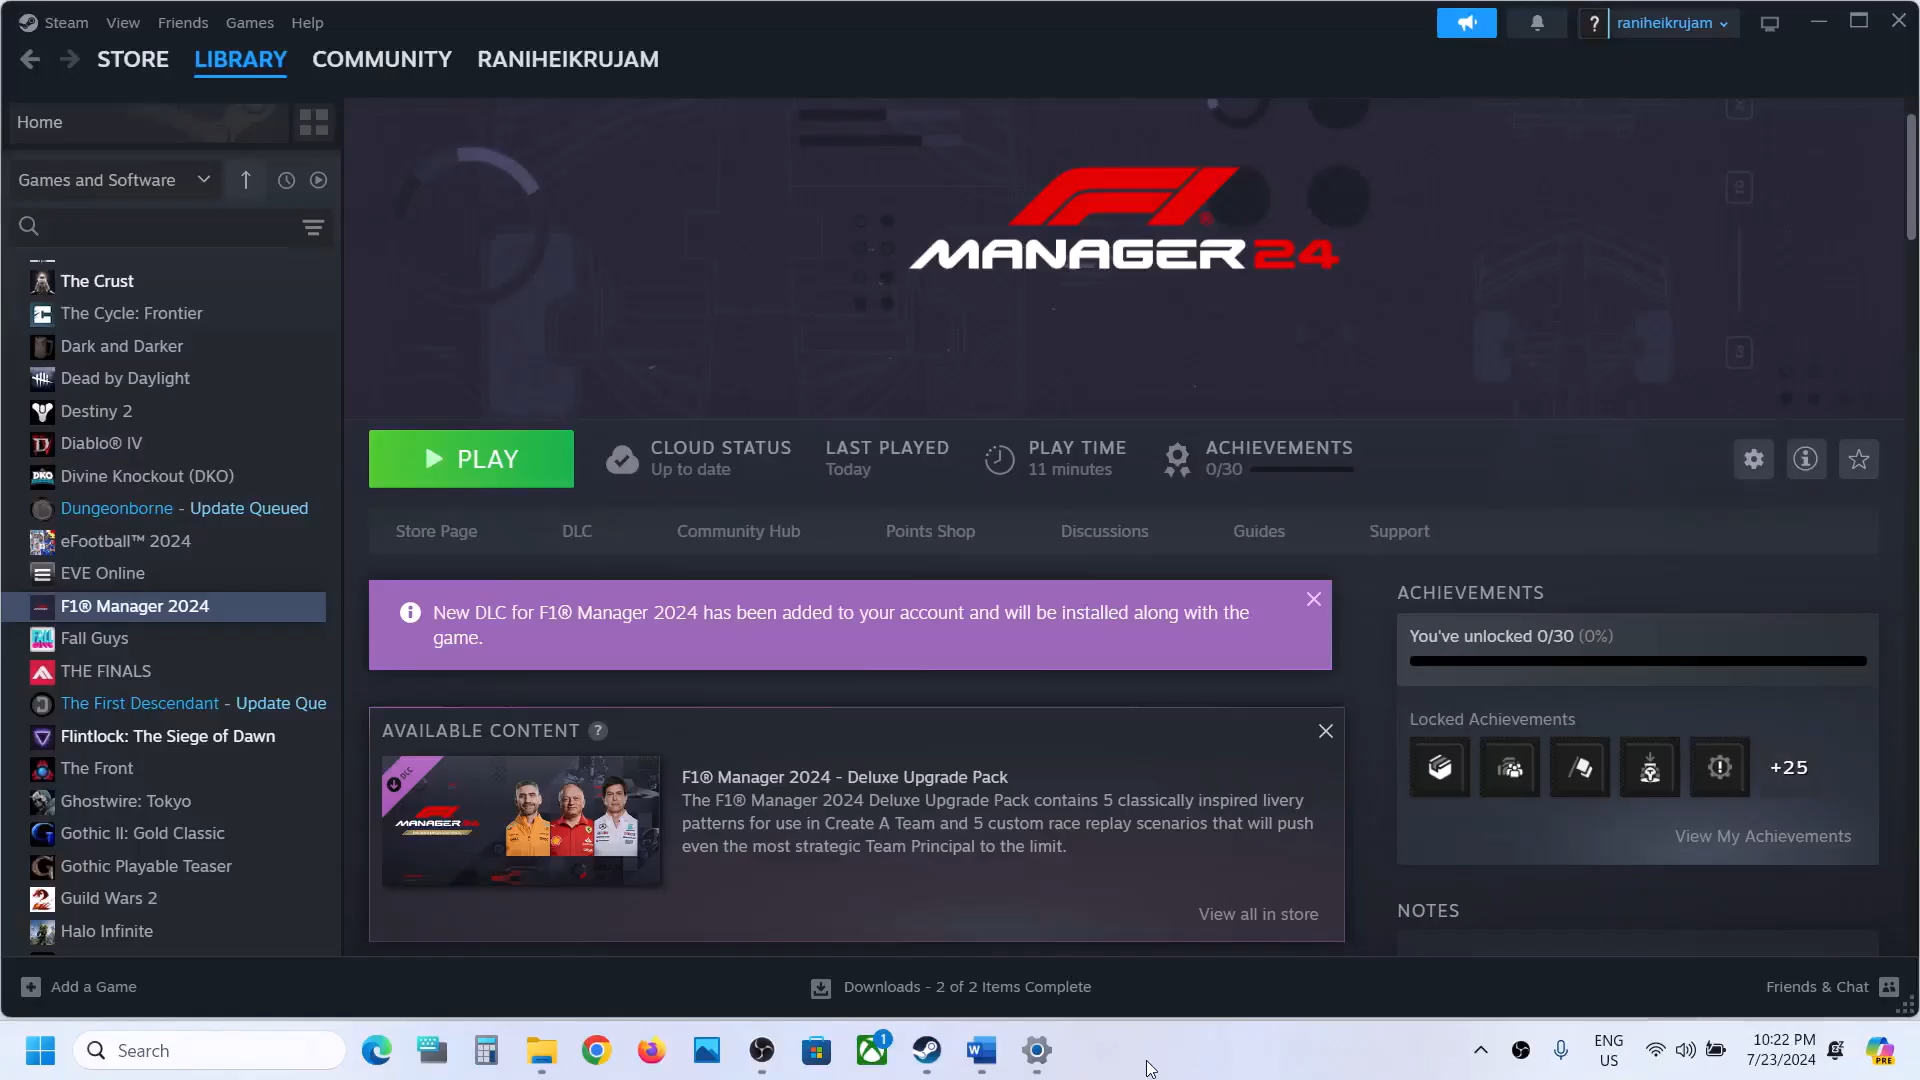 Steam View Friends Games Help
? raniheikrujam
STORE LIBRARY COMMUNITY RANIHEIKRUJAM
Home
Games and Software
The Crust
The Cycle: Frontier
Dark and Darker
Dead by Daylight
Destiny 2
Diablo® IV
Divine Knockout (DKO)
Dungeonborne - Update Queued
eFootball™ 2024
EVE Online
F1® Manager 2024
Fall Guys
THE FINALS
The First Descendant - Update Que
Flintlock: The Siege of Dawn
The Front
Ghostwire: Tokyo
Gothic II: Gold Classic
Gothic Playable Teaser
Guild Wars 2
Halo Infinite
F1®
MANAGER 24
PLAY
CLOUD STATUS
Up to date
LAST PLAYED
Today
PLAY TIME
11 minutes
ACHIEVEMENTS
0/30
Store Page DLC Community Hub Points Shop Discussions Guides Support
New DLC for F1® Manager 2024 has been added to your account and will be installed along with the
game.
AVAILABLE CONTENT ?
DLC
MANAGER 24
F1® Manager 2024 - Deluxe Upgrade Pack
The F1® Manager 2024 Deluxe Upgrade Pack contains 5 classically inspired livery
patterns for use in Create A Team and 5 custom race replay scenarios that will push
even the most strategic Team Principal to the limit.
View all in store
ACHIEVEMENTS
You've unlocked 0/30 (0%)
Locked Achievements
+25
View My Achievements
NOTES
Add a Game
Downloads - 2 of 2 Items Complete
Friends & Chat
Search
1
ENG
US
10:22 PM
7/23/2024
PRE